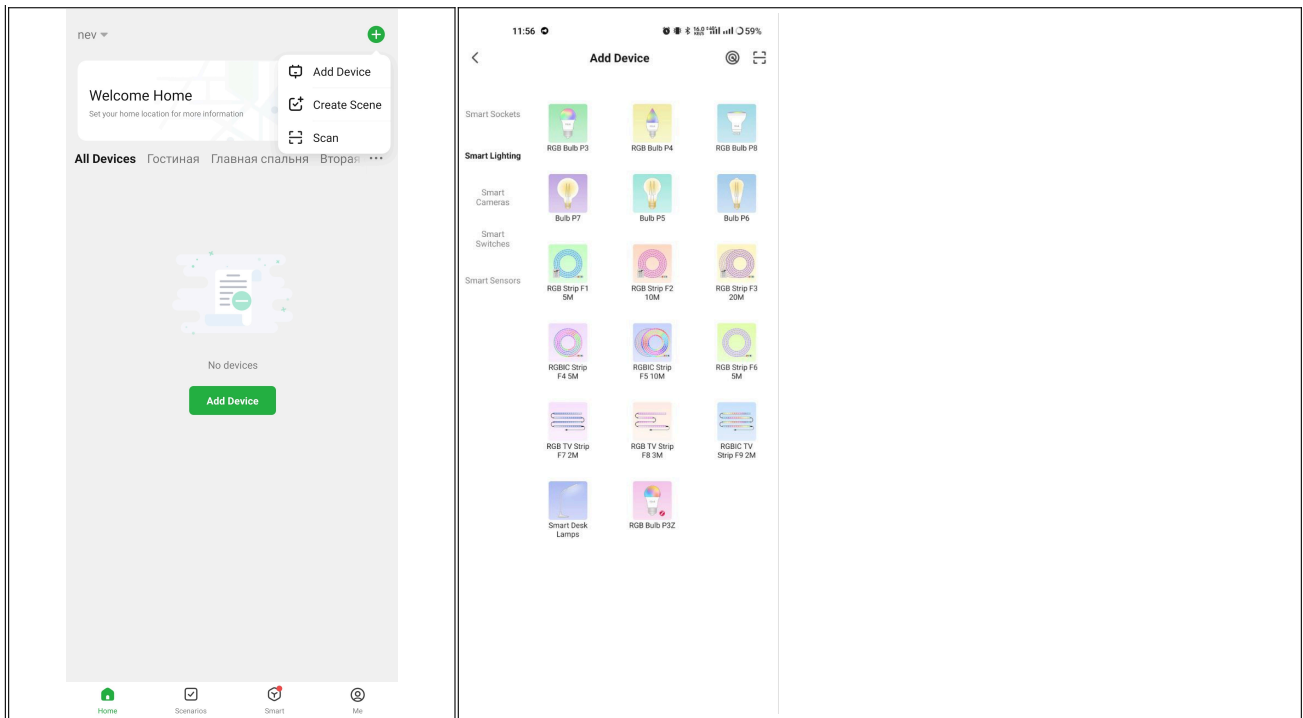 nev
Add Device
Welcome Home
Set your home location for more information
Create Scene
Scan
All Devices Гостиная Главная спальня Вторая
No devices
Add Device
Home Scenarios Smart Me
11:56 59%
Add Device
Smart Sockets
Smart Lighting
Smart
Cameras
Smart
Switches
Smart Sensors
RGB Bulb P3 RGB Bulb P4 RGB Bulb P8
Bulb P7 Bulb P5 Bulb P6
RGB Strip F1 RGB Strip F2 RGB Strip F3
5M 10M 20M
RGBIC Strip RGBIC Strip RGB Strip F6
F4 5M F5 10M 5M
RGB TV Strip RGB TV Strip RGBIC TV
F7 2M F8 3M Strip F9 2M
Smart Desk RGB Bulb P3Z
Lamps